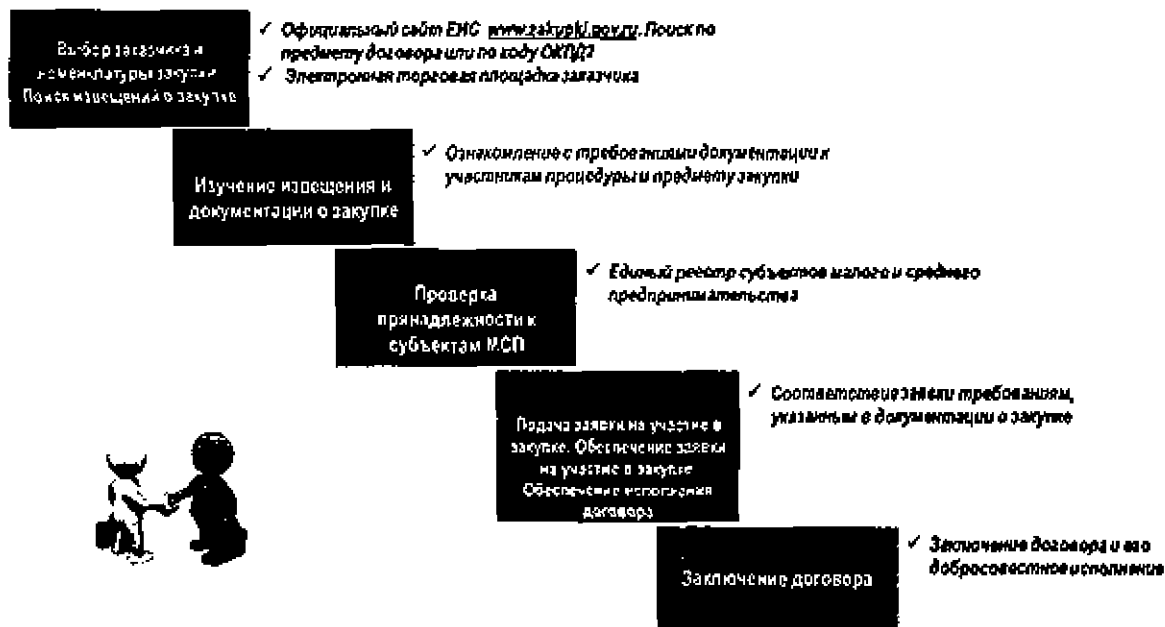 Выбор заказчика и
номенклатуры закупки
Поиск извещений о закупке
✓ Официальный сайт ЕИС www.zakupki.gov.ru. Поиск по
предмету договора или по коду ОКПД2
✓ Электронная торговая площадка заказчика
Изучение извещения и
документации о закупке
✓ Ознакомление с требованиями документации к
участникам процедуры и предмету закупки
Проверка
принадлежности к
субъектам МСП
✓ Единый реестр субъектов малого и среднего
предпринимательства
Подача заявки на участие в
закупке. Обеспечение заявки
на участие в закупке
Обеспечение исполнения
договора
✓ Соответствие заявки требованиям,
указанным в документации о закупке
Заключение договора
✓ Заключение договора и его
добросовестное исполнение